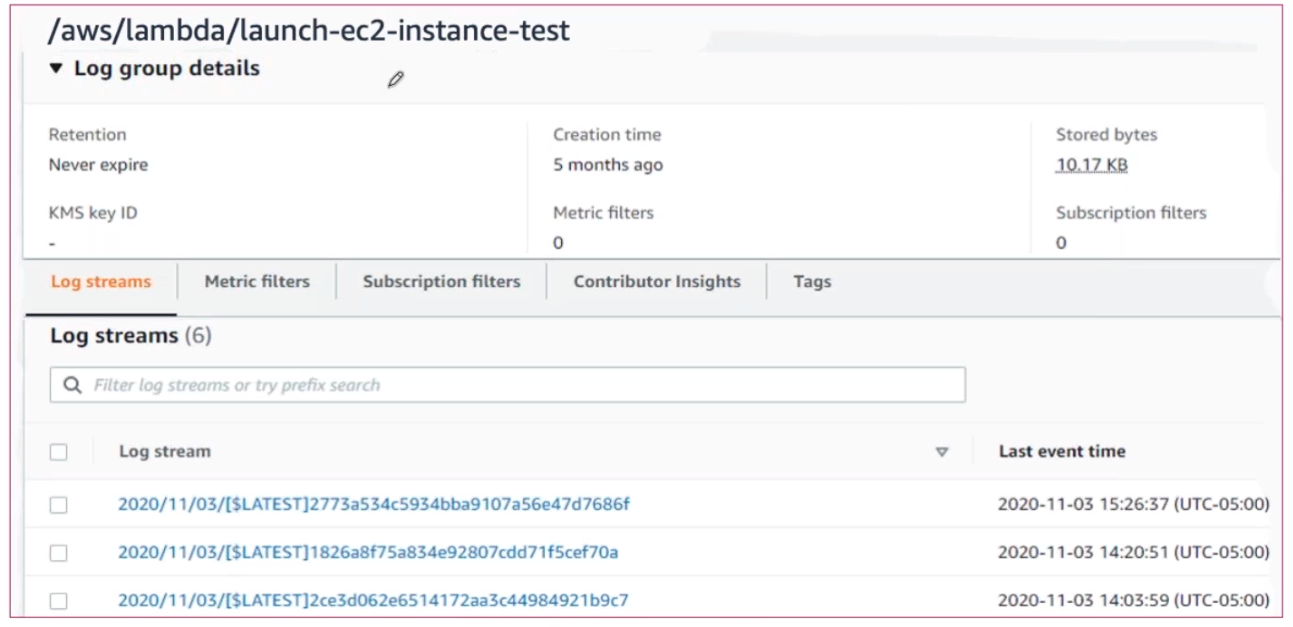 /aws/lambda/launch-ec2-instance-test
▼ Log group details
Retention Creation time Stored bytes
Never expire 5 months ago 10.17 KB
KMS key ID Metric filters Subscription filters
- 0 0
Log streams Metric filters Subscription filters Contributor Insights Tags
Log streams (6)
Filter log streams or try prefix search
Log stream Last event time
2020/11/03/[$LATEST]2773a534c5934bba9107a56e47d7686f 2020-11-03 15:26:37 (UTC-05:00)
2020/11/03/[$LATEST]1826a8f75a834e92807cdd71f5cef70a 2020-11-03 14:20:51 (UTC-05:00)
2020/11/03/[$LATEST]2ce3d062e6514172aa3c44984921b9c7 2020-11-03 14:03:59 (UTC-05:00)